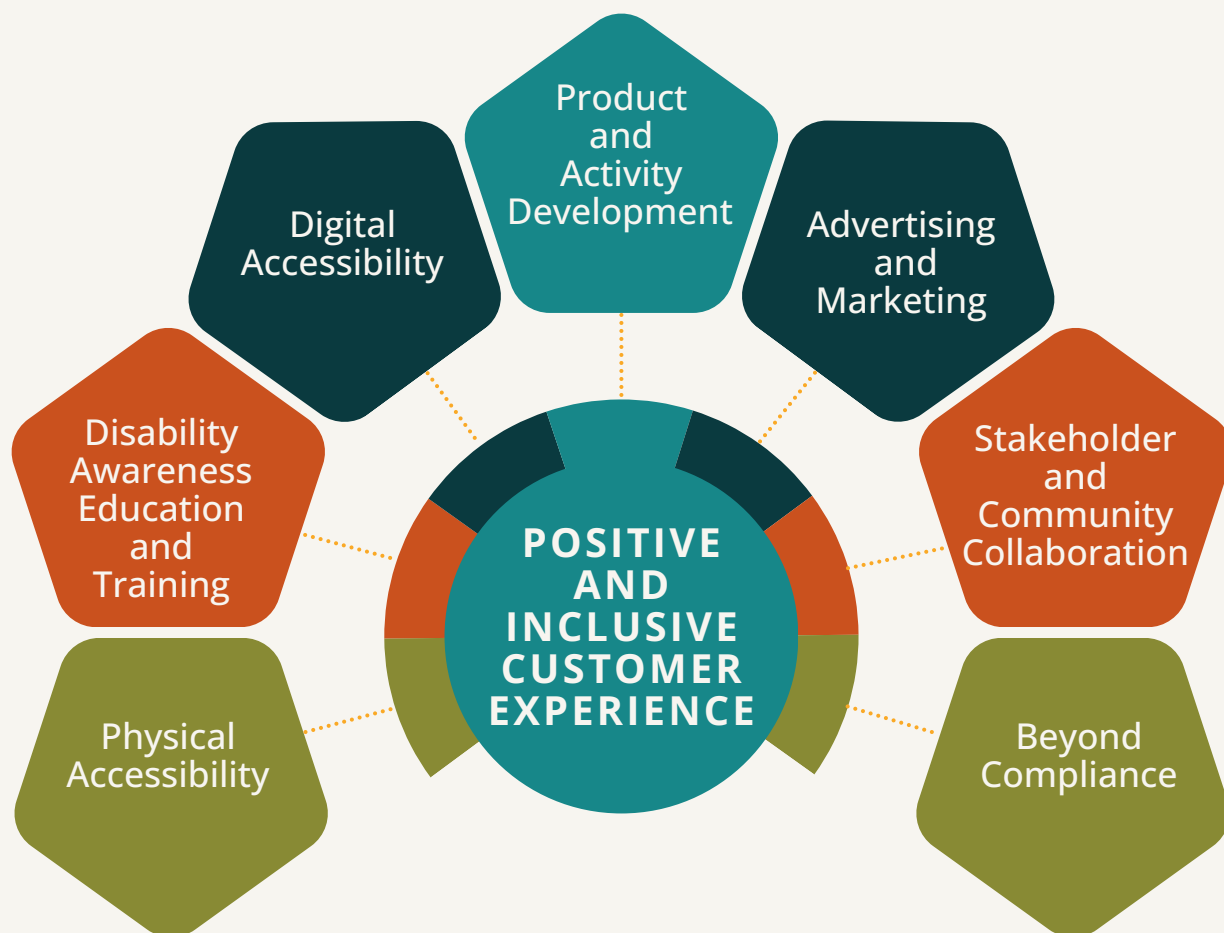 Product
and
Activity
Development
Digital
Accessibility
Advertising
and
Marketing
Disability
Awareness
Education
and
Training
Stakeholder
and
Community
Collaboration
POSITIVE
AND
INCLUSIVE
CUSTOMER
EXPERIENCE
Physical
Accessibility
Beyond
Compliance